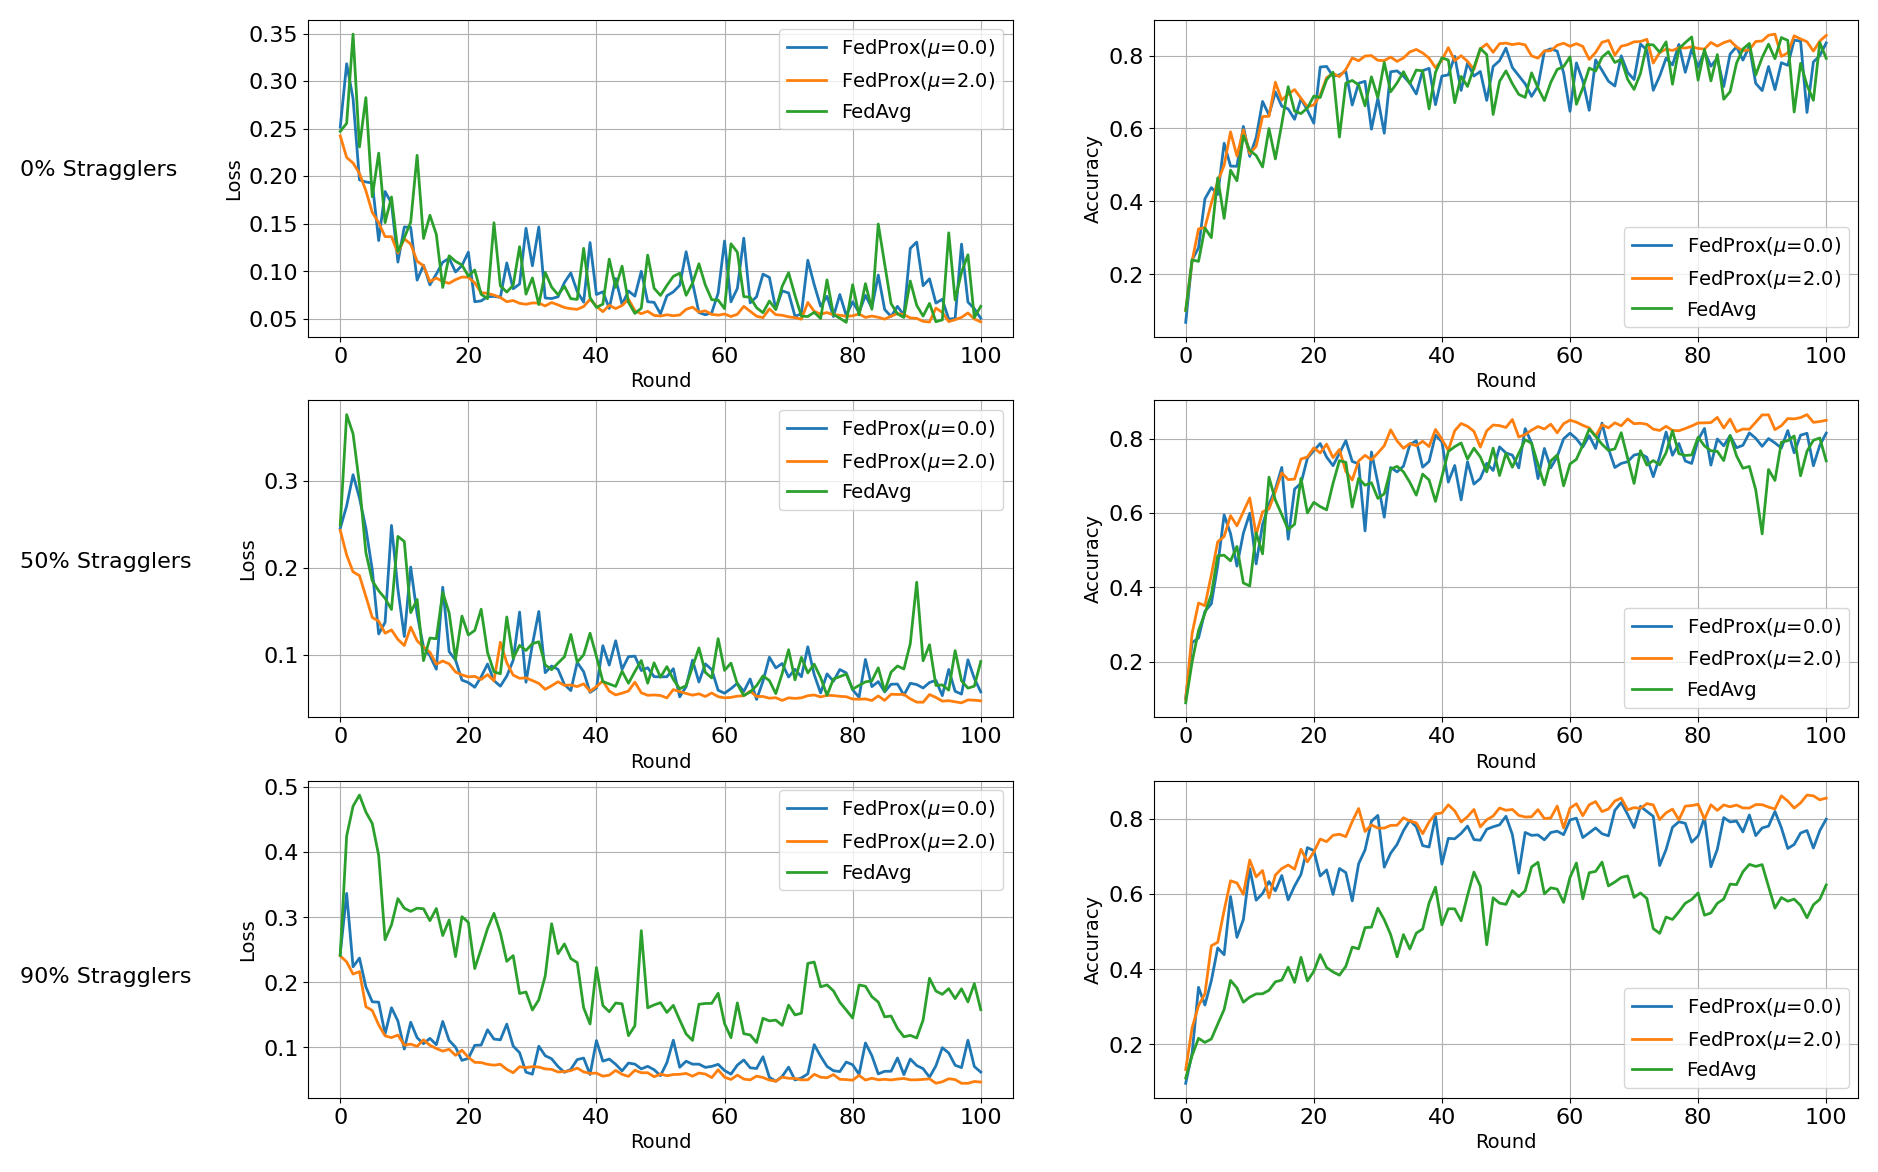 0% Stragglers
Loss
0.35
0.30
0.25
0.20
0.15
0.10
0.05
FedProx(μ=0.0)
FedProx(μ=2.0)
FedAvg
0 20 40 60 80 100
Round
Accuracy
0.8
0.6
0.4
0.2
FedProx(μ=0.0)
FedProx(μ=2.0)
FedAvg
0 20 40 60 80 100
Round
50% Stragglers
Loss
0.3
0.2
0.1
FedProx(μ=0.0)
FedProx(μ=2.0)
FedAvg
0 20 40 60 80 100
Round
Accuracy
0.8
0.6
0.4
0.2
FedProx(μ=0.0)
FedProx(μ=2.0)
FedAvg
0 20 40 60 80 100
Round
90% Stragglers
Loss
0.5
0.4
0.3
0.2
0.1
FedProx(μ=0.0)
FedProx(μ=2.0)
FedAvg
0 20 40 60 80 100
Round
Accuracy
0.8
0.6
0.4
0.2
FedProx(μ=0.0)
FedProx(μ=2.0)
FedAvg
0 20 40 60 80 100
Round